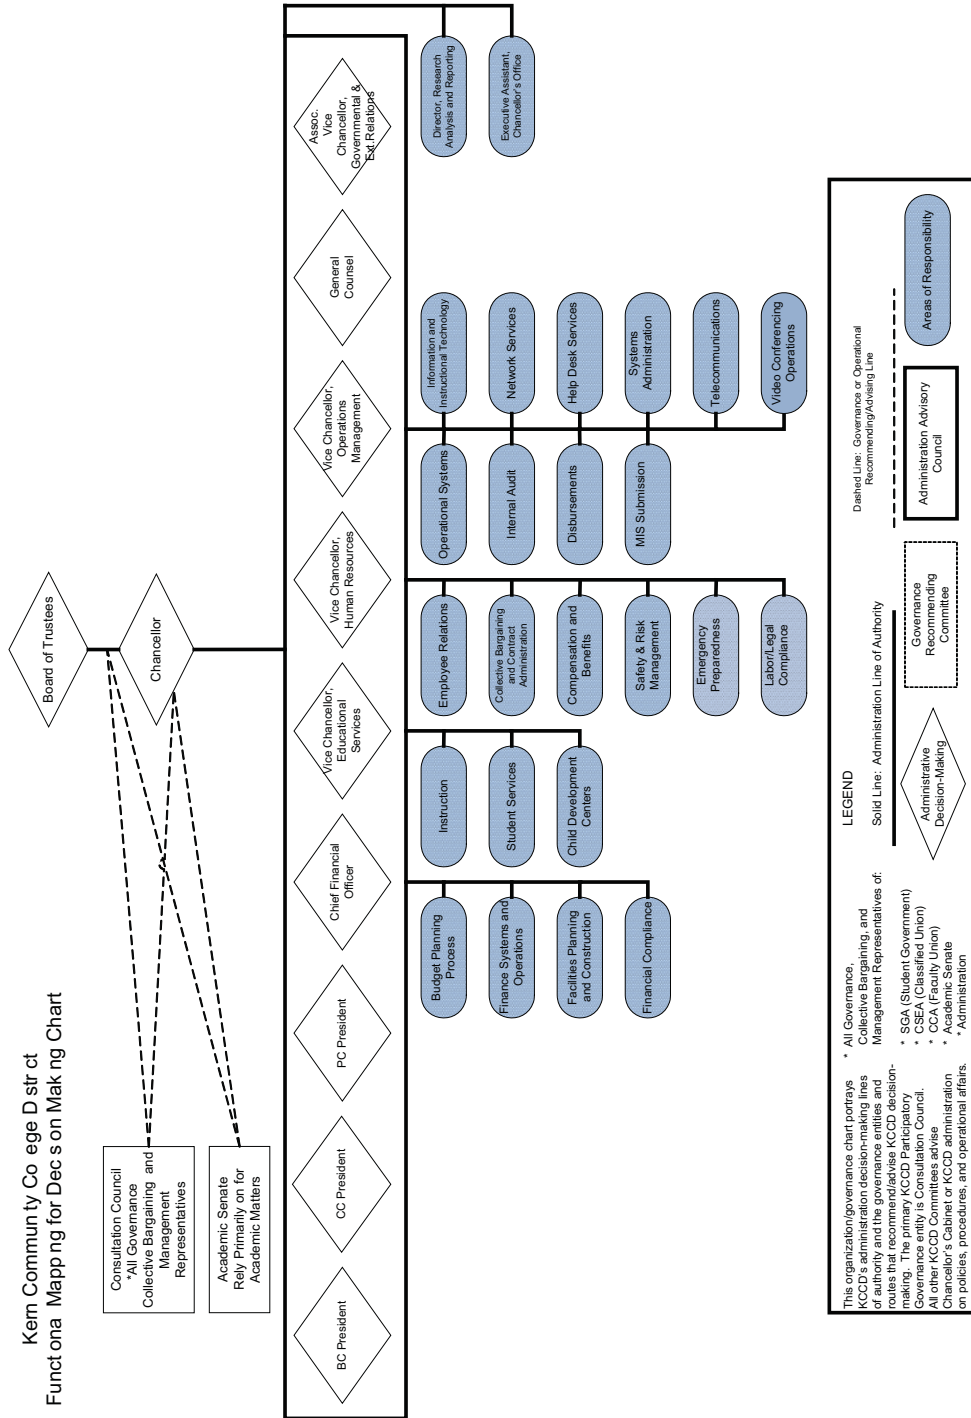 Kern Commun ty Co ege D str ct
Funct ona Mapp ng for Dec s on Mak ng Chart
Board of Trustees
Chancellor
Consultation Council
*All Governance
Collective Bargaining and
Management
Representatives
Academic Senate
Rely Primarily on for
Academic Matters
BC President
CC President
PC President
Chief Financial
Officer
Vice Chancellor,
Educational
Services
Vice Chancellor,
Human Resources
Vice Chancellor,
Operations
Management
General
Counsel
Assoc.
Vice
Chancellor,
Governmental &
Ext.Relations
Budget Planning
Process
Finance Systems and
Operations
Facilities Planning
and Construction
Financial Compliance
Instruction
Student Services
Child Development
Centers
Employee Relations
Collective Bargaining
and Contract
Administration
Compensation and
Benefits
Safety & Risk
Management
Emergency
Preparedness
Labor/Legal
Compliance
Operational Systems
Internal Audit
Disbursements
MIS Submission
Information and
Instructional Technology
Network Services
Help Desk Services
Systems
Administration
Telecommunications
Video Conferencing
Operations
Director, Research
Analysis and Reporting
Executive Assistant,
Chancellor's Office
This organization/governance chart portrays
KCCD's administration decision-making lines
of authority and the governance entities and
routes that recommend/advise KCCD decision-
making. The primary KCCD Participatory
Governance entity is Consultation Council.
All other KCCD Committees advise
Chancellor's Cabinet or KCCD administration
on policies, procedures, and operational affairs.
* All Governance,
Collective Bargaining, and
Management Representatives of:
* SGA (Student Government)
* CSEA (Classified Union)
* CCA (Faculty Union)
* Academic Senate
* Administration
LEGEND
Solid Line: Administration Line of Authority
Dashed Line: Governance or Operational
Recommending/Advising Line
Administrative
Decision-Making
Governance
Recommending
Committee
Administration Advisory
Council
Areas of Responsibility